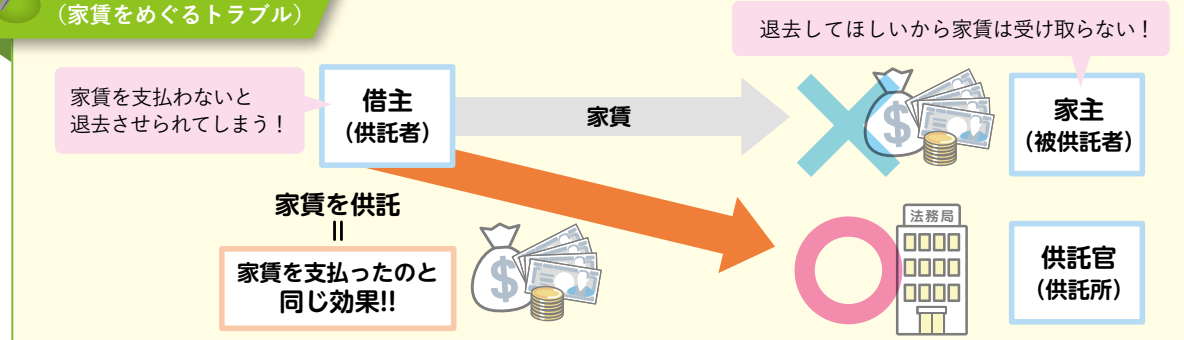 （家賃をめぐるトラブル）
退去してほしいから家賃は受け取らない！
家賃を支払わないと
退去させられてしまう！
借主
（供託者）
家賃
$
家主
（被供託者）
家賃を供託
＝
家賃を支払ったのと
同じ効果!!
$
法務局
供託官
（供託所）